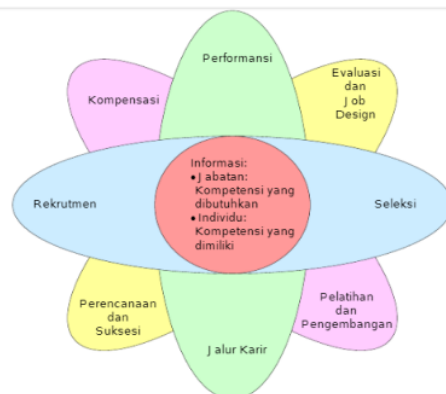 Performansi
Evaluasi
dan
Job
Design
Kompensasi
Informasi:
• Jabatan:
Kompetensi yang
dibutuhkan
• Individu:
Kompetensi yang
dimiliki
Rekrutmen
Seleksi
Perencanaan
dan
Suksesi
Pelatihan
dan
Pengembangan
Jalur Karir